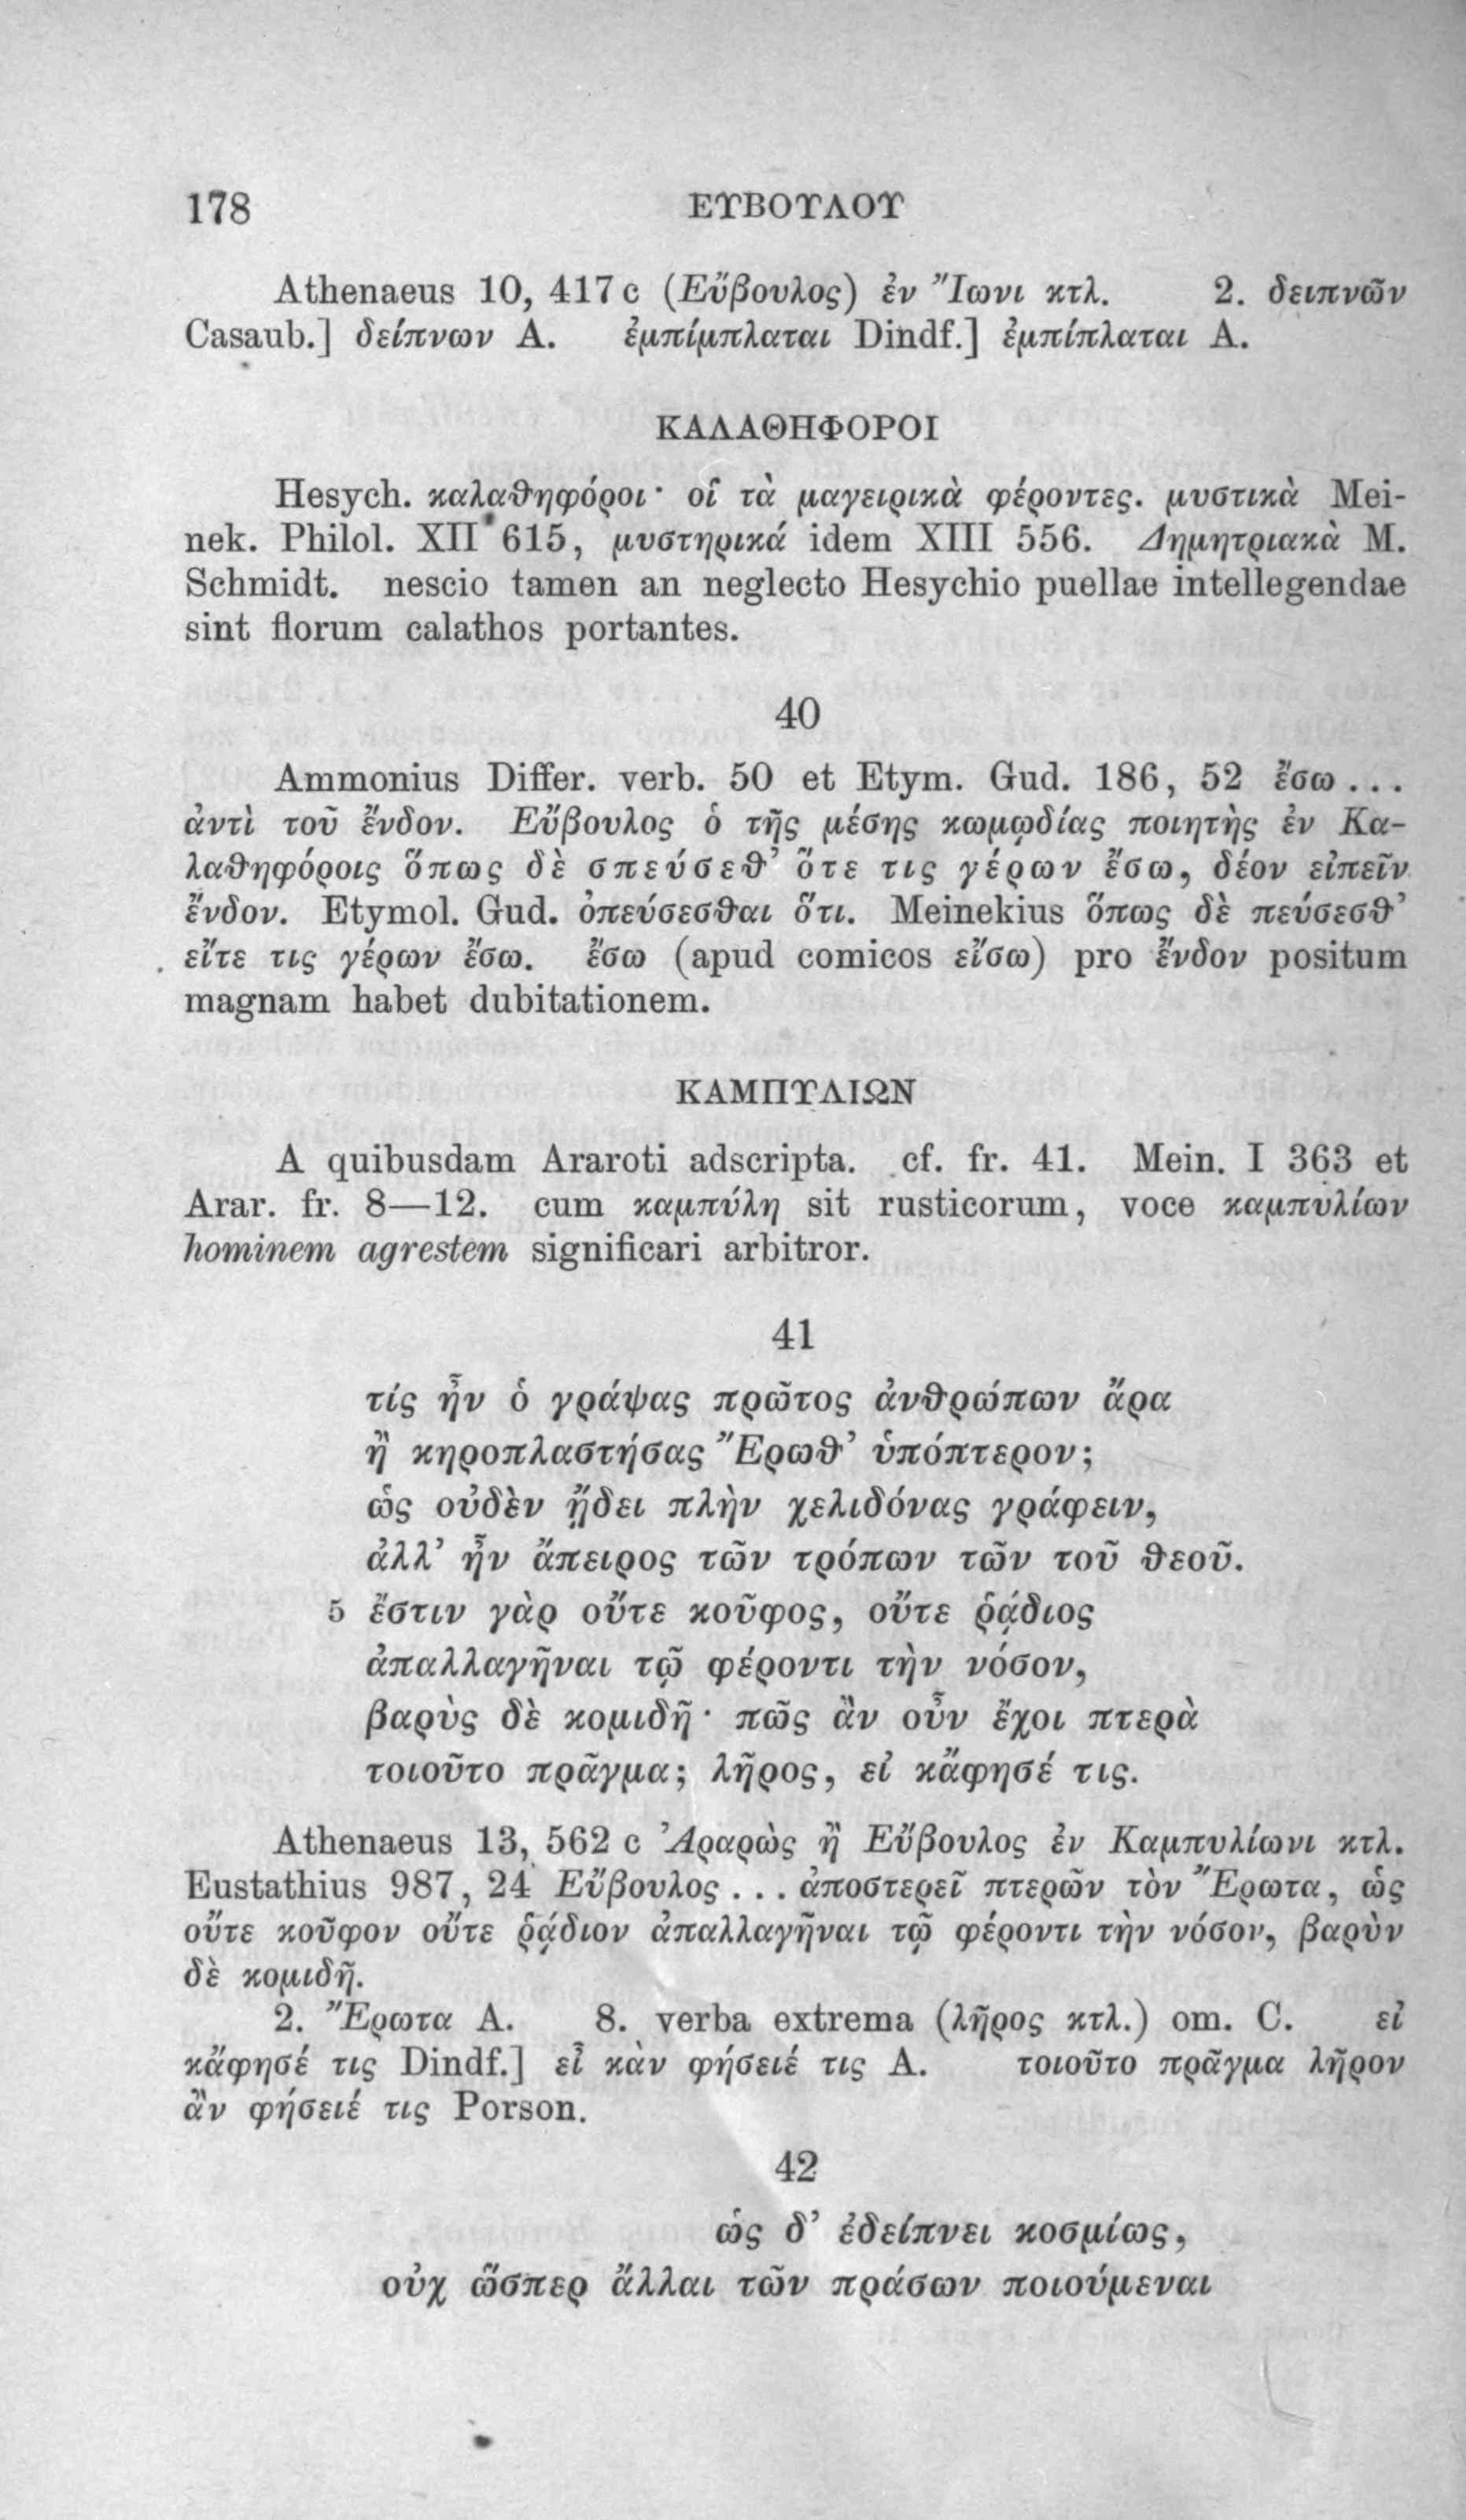 178 ΕΥΒΟΥΛΟΥ
Athenaeus 10, 417 c (Εὔβουλος) ἐν Ἴωνι κτλ. 2. δειπνῶν
Casaub.] δείπνων A. ἐμπίμπλαται Dindf.] ἐμπίπλαται A.
ΚΑΛΑΘΗΦΟΡΟΙ
Hesych. καλαθηφόροι· οἱ τὰ μαγειρικὰ φέροντες. μυστικὰ Mei-
nek. Philol. XII 615, μυστηρικά idem XIII 556. Δημητριακὰ M.
Schmidt. nescio tamen an neglecto Hesychio puellae intellegendae
sint florum calathos portantes.
40
Ammonius Differ. verb. 50 et Etym. Gud. 186, 52 ἔσω ...
ἀντὶ τοῦ ἔνδον. Εὔβουλος ὁ τῆς μέσης κωμῳδίας ποιητὴς ἐν Κα-
λαθηφόροις ὅπως δὲ σπεύσεθ’ ὅτε τις γέρων ἔσω, δέον εἰπεῖν
ἔνδον. Etymol. Gud. ὀπεύσεσθαι ὅτι. Meinekius ὅπως δὲ πεύσεσθ’
εἴτε τις γέρων ἔσω. ἔσω (apud comicos εἴσω) pro ἔνδον positum
magnam habet dubitationem.
ΚΑΜΠΥΛΙΩΝ
A quibusdam Araroti adscripta. cf. fr. 41. Mein. I 363 et
Arar. fr. 8—12. cum καμπύλη sit rusticorum, voce καμπυλίων
hominem agrestem significari arbitror.
41
τίς ἦν ὁ γράψας πρῶτος ἀνθρώπων ἄρα
ἢ κηροπλαστήσας Ἔρωθ’ ὑπόπτερον;
ὡς οὐδὲν ᾔδει πλὴν χελιδόνας γράφειν,
ἀλλ’ ἦν ἄπειρος τῶν τρόπων τῶν τοῦ θεοῦ.
5 ἔστιν γὰρ οὔτε κοῦφος, οὔτε ῥᾴδιος
ἀπαλλαγῆναι τῷ φέροντι τὴν νόσον,
βαρὺς δὲ κομιδῆ· πῶς ἂν οὖν ἔχοι πτερὰ
τοιοῦτο πρᾶγμα; λῆρος, εἰ κἄφησέ τις.
Athenaeus 13, 562 c Ἀραρὼς ἢ Εὔβουλος ἐν Καμπυλίωνι κτλ.
Eustathius 987, 24 Εὔβουλος ... ἀποστερεῖ πτερῶν τὸν Ἔρωτα, ὡς
οὔτε κοῦφον οὔτε ῥᾴδιον ἀπαλλαγῆναι τῷ φέροντι τὴν νόσον, βαρὺν
δὲ κομιδῆ.
2. Ἔρωτα A. 8. verba extrema (λῆρος κτλ.) om. C. εἰ
κἄφησέ τις Dindf.] εἶ κἀν φήσειέ τις A. τοιοῦτο πρᾶγμα λῆρον
ἂν φήσειέ τις Porson.
42
ὡς δ’ ἐδείπνει κοσμίως,
οὐχ ὥσπερ ἄλλαι τῶν πράσων ποιούμεναι